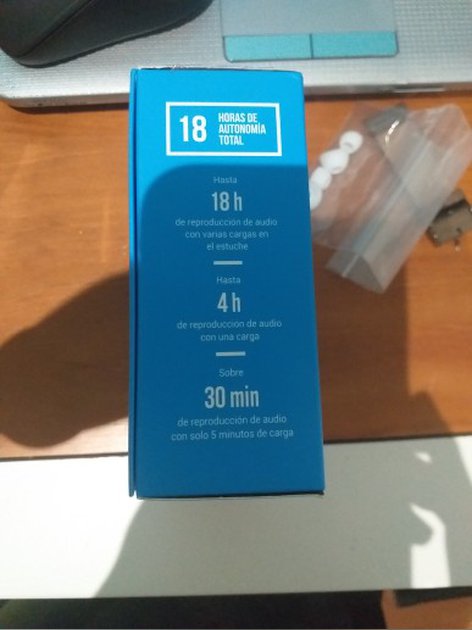 18
HORAS DE
AUTONOMÍA
TOTAL
Hasta
18 h
de reproducción de audio
con varias cargas en
el estuche
Hasta
4 h
de reproducción de audio
con una carga
Sobre
30 min
de reproducción de audio
con solo 5 minutos de carga